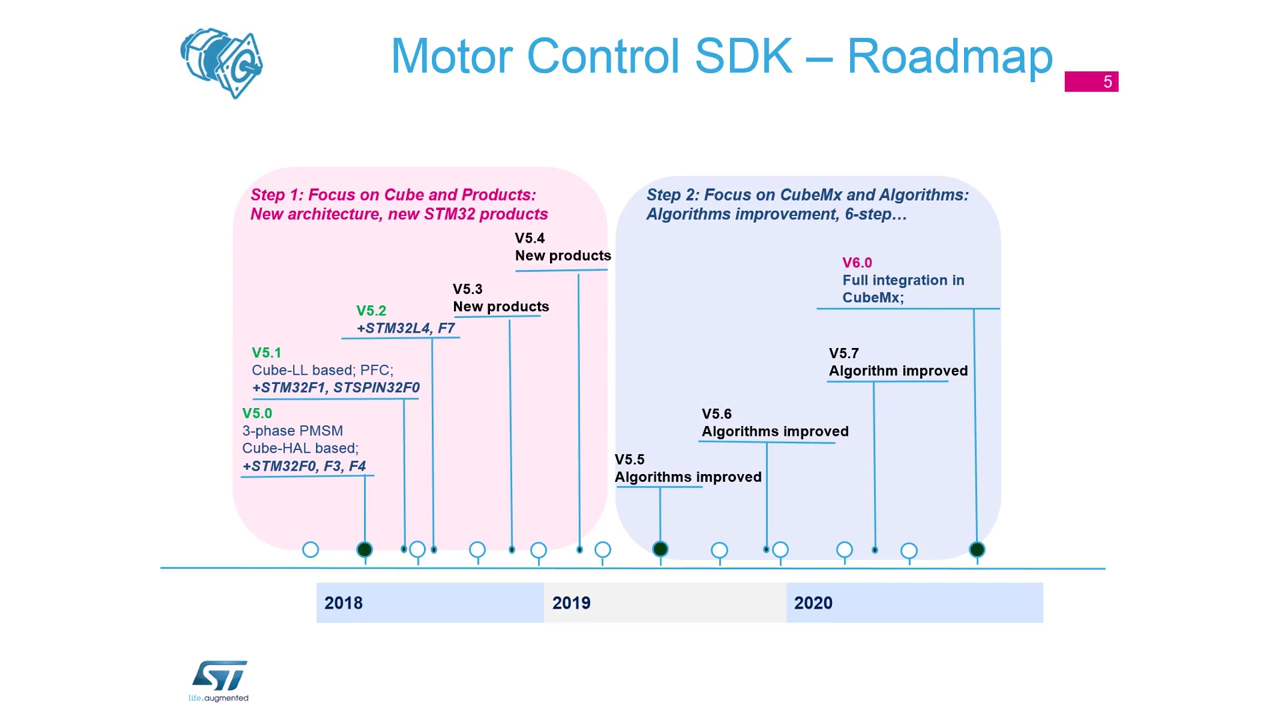 Motor Control SDK – Roadmap
5
Step 1: Focus on Cube and Products:
New architecture, new STM32 products
V5.4
New products
V5.3
New products
V5.2
+STM32L4, F7
V5.1
Cube-LL based; PFC;
+STM32F1, STSPIN32F0
V5.0
3-phase PMSM
Cube-HAL based;
+STM32F0, F3, F4
Step 2: Focus on CubeMx and Algorithms:
Algorithms improvement, 6-step…
V6.0
Full integration in
CubeMx;
V5.7
Algorithm improved
V5.6
Algorithms improved
V5.5
Algorithms improved
2018
2019
2020
ST
life.augmented